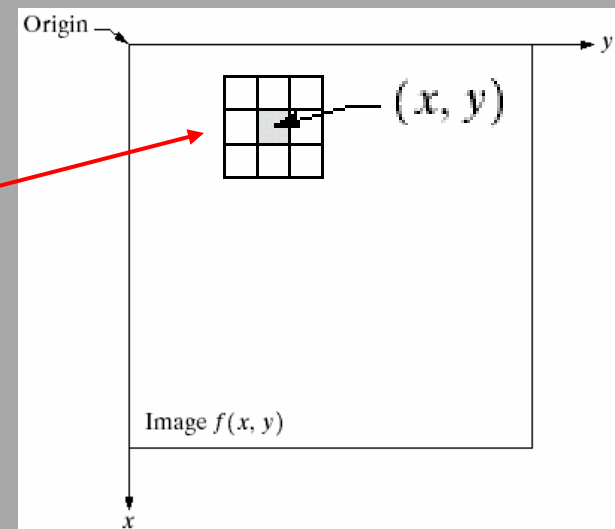 Origin
y
(x, y)
Image f(x, y)
x